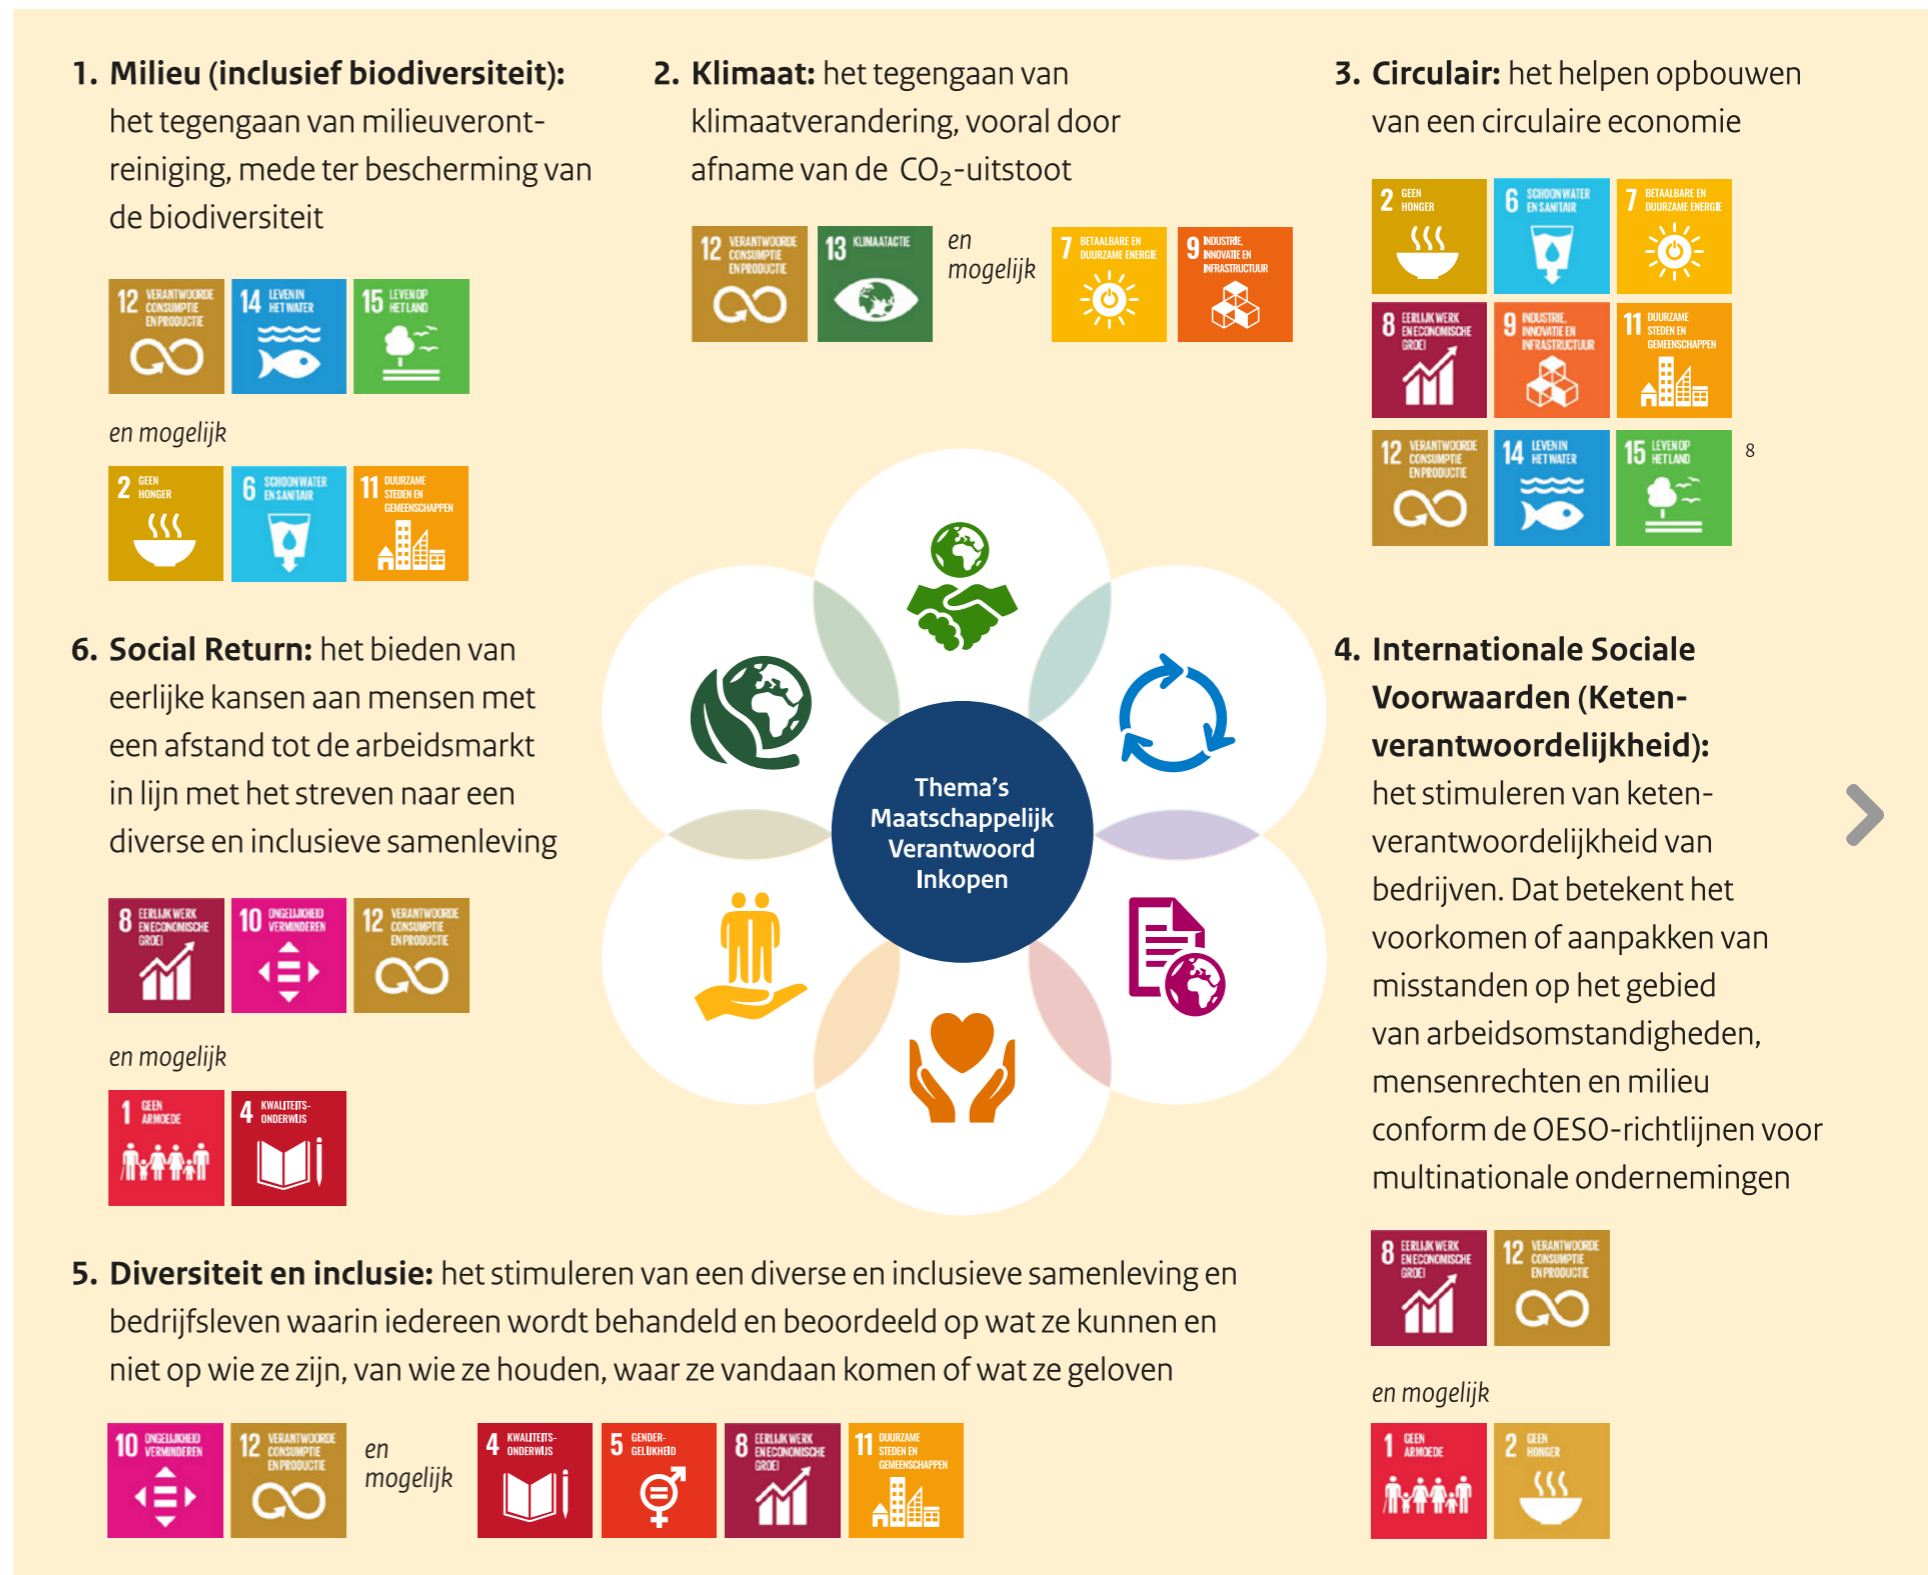 1. Milieu (inclusief biodiversiteit):
het tegengaan van milieuveront-
reiniging, mede ter bescherming van
de biodiversiteit
12 VERANTWOORDE
CONSUMPTIE
EN PRODUCTIE
14 LEVEN IN
HET WATER
15 LEVEN OP
HET LAND
en mogelijk
2 GEEN
HONGER
6 SCHOON WATER
EN SANITAIR
11 DUURZAME
STEDEN EN
GEMEENSCHAPPEN
2. Klimaat: het tegengaan van
klimaatverandering, vooral door
afname van de CO₂-uitstoot
12 VERANTWOORDE
CONSUMPTIE
EN PRODUCTIE
13 KLIMAATACTIE
en
mogelijk
7 BETAALBARE EN
DUURZAME ENERGIE
9 INDUSTRIE,
INNOVATIE EN
INFRASTRUCTUUR
3. Circulair: het helpen opbouwen
van een circulaire economie
2 GEEN
HONGER
6 SCHOON WATER
EN SANITAIR
7 BETAALBARE EN
DUURZAME ENERGIE
8 EERLIJK WERK
EN ECONOMISCHE
GROEI
9 INDUSTRIE,
INNOVATIE EN
INFRASTRUCTUUR
11 DUURZAME
STEDEN EN
GEMEENSCHAPPEN
12 VERANTWOORDE
CONSUMPTIE
EN PRODUCTIE
14 LEVEN IN
HET WATER
15 LEVEN OP
HET LAND
8
Thema's
Maatschappelijk
Verantwoord
Inkopen
4. Internationale Sociale
Voorwaarden (Keten-
verantwoordelijkheid):
het stimuleren van keten-
verantwoordelijkheid van
bedrijven. Dat betekent het
voorkomen of aanpakken van
misstanden op het gebied
van arbeidsomstandigheden,
mensenrechten en milieu
conform de OESO-richtlijnen voor
multinationale ondernemingen
8 EERLIJK WERK
EN ECONOMISCHE
GROEI
12 VERANTWOORDE
CONSUMPTIE
EN PRODUCTIE
en mogelijk
1 GEEN
ARMOEDE
2 GEEN
HONGER
6. Social Return: het bieden van
eerlijke kansen aan mensen met
een afstand tot de arbeidsmarkt
in lijn met het streven naar een
diverse en inclusieve samenleving
8 EERLIJK WERK
EN ECONOMISCHE
GROEI
10 ONGELIJKHEID
VERMINDEREN
12 VERANTWOORDE
CONSUMPTIE
EN PRODUCTIE
en mogelijk
1 GEEN
ARMOEDE
4 KWALITEITS-
ONDERWIJS
5. Diversiteit en inclusie: het stimuleren van een diverse en inclusieve samenleving en
bedrijfsleven waarin iedereen wordt behandeld en beoordeeld op wat ze kunnen en
niet op wie ze zijn, van wie ze houden, waar ze vandaan komen of wat ze geloven
10 ONGELIJKHEID
VERMINDEREN
12 VERANTWOORDE
CONSUMPTIE
EN PRODUCTIE
en
mogelijk
4 KWALITEITS-
ONDERWIJS
5 GENDER-
GELIJKHEID
8 EERLIJK WERK
EN ECONOMISCHE
GROEI
11 DUURZAME
STEDEN EN
GEMEENSCHAPPEN